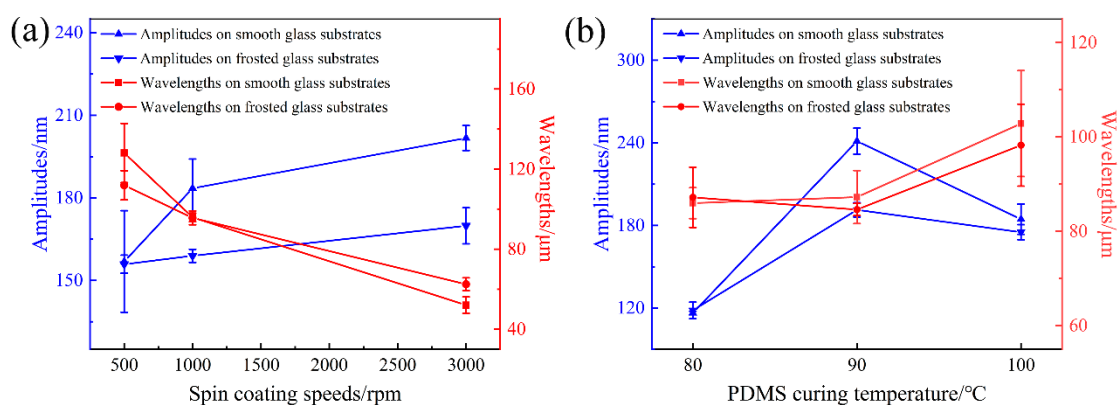 (a)
Amplitudes on smooth glass substrates
Amplitudes on frosted glass substrates
Wavelengths on smooth glass substrates
Wavelengths on frosted glass substrates
240
210
180
150
Amplitudes/nm
160
120
80
40
Wavelengths/μm
500 1000 1500 2000 2500 3000
Spin coating speeds/rpm
(b)
Amplitudes on smooth glass substrates
Amplitudes on frosted glass substrates
Wavelengths on smooth glass substrates
Wavelengths on frosted glass substrates
300
240
180
120
Amplitudes/nm
120
100
80
60
Wavelengths/μm
80 90 100
PDMS curing temperature/°C